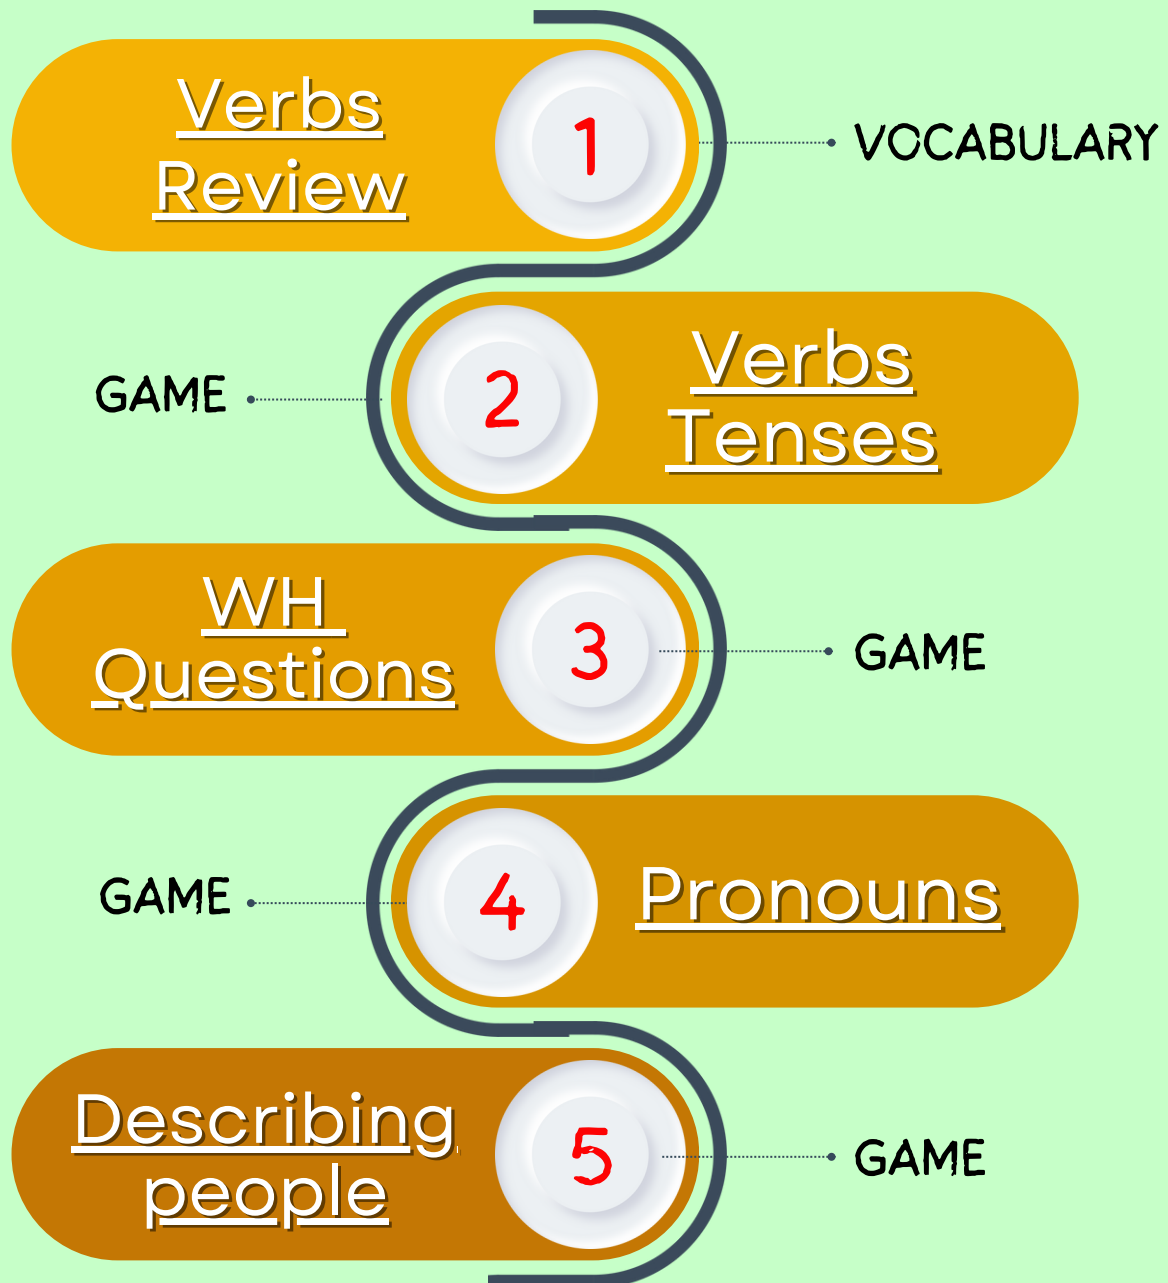 Verbs
Review
1
VOCABULARY
GAME
2
Verbs
Tenses
WH
Questions
3
GAME
GAME
4
Pronouns
Describing
people
5
GAME